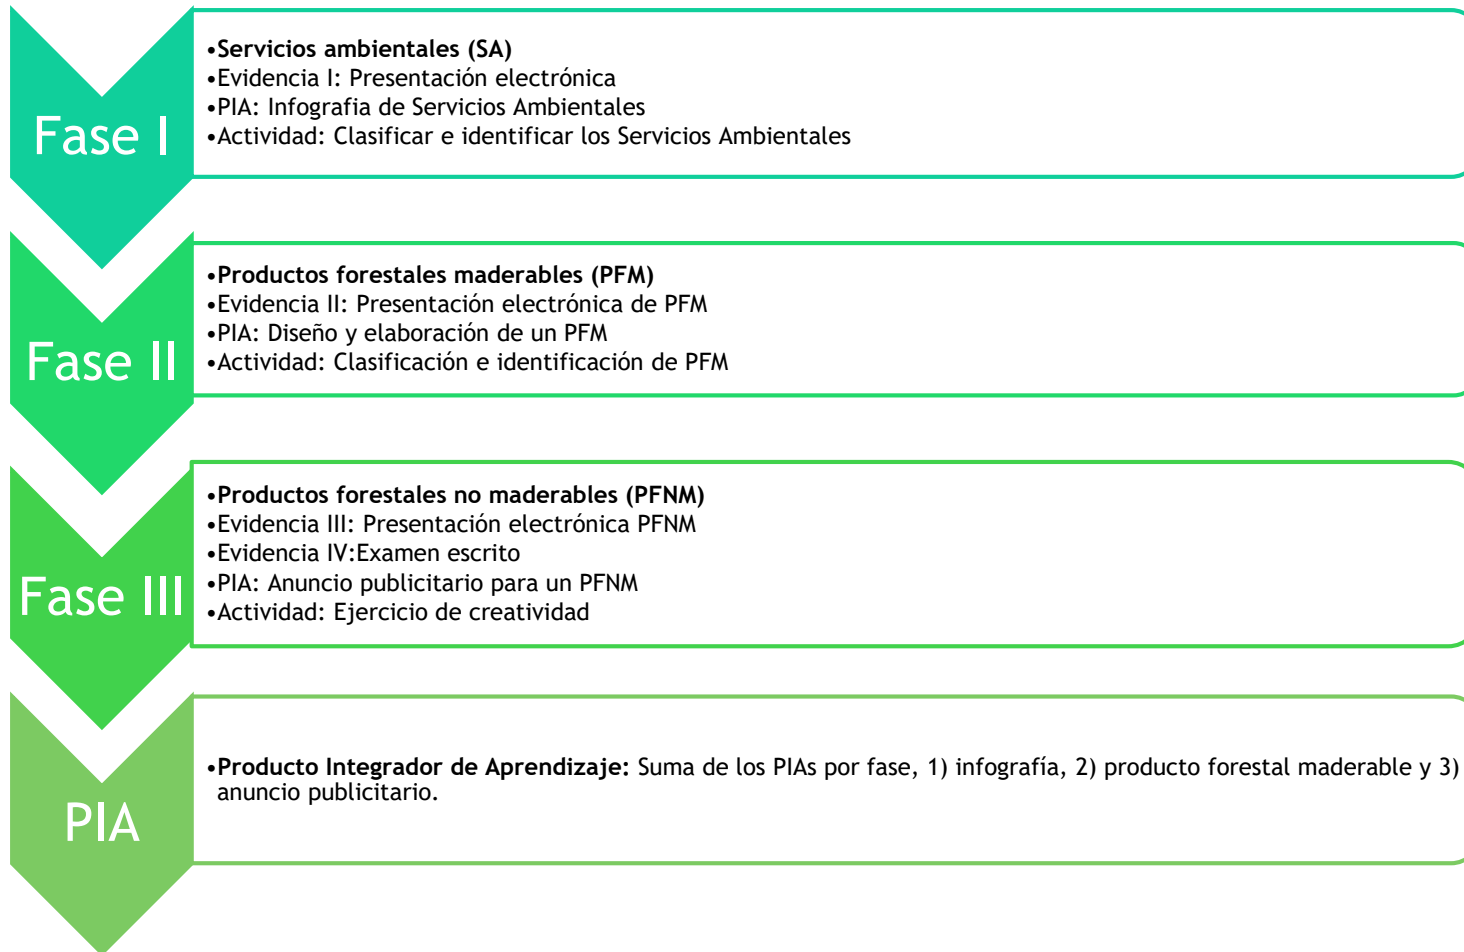 Fase I
•Servicios ambientales (SA)
•Evidencia I: Presentación electrónica
•PIA: Infografia de Servicios Ambientales
•Actividad: Clasificar e identificar los Servicios Ambientales
Fase II
•Productos forestales maderables (PFM)
•Evidencia II: Presentación electrónica de PFM
•PIA: Diseño y elaboración de un PFM
•Actividad: Clasificación e identificación de PFM
Fase III
•Productos forestales no maderables (PFNM)
•Evidencia III: Presentación electrónica PFNM
•Evidencia IV:Examen escrito
•PIA: Anuncio publicitario para un PFNM
•Actividad: Ejercicio de creatividad
PIA
•Producto Integrador de Aprendizaje: Suma de los PIAs por fase, 1) infografía, 2) producto forestal maderable y 3)
anuncio publicitario.